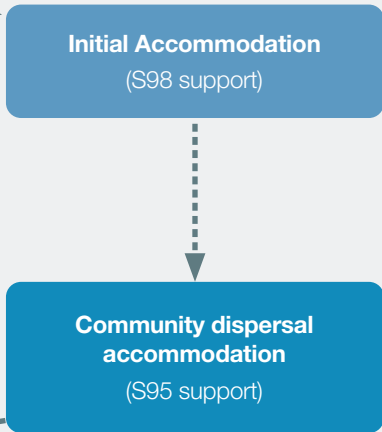 Initial Accommodation
(S98 support)
Community dispersal
accommodation
(S95 support)